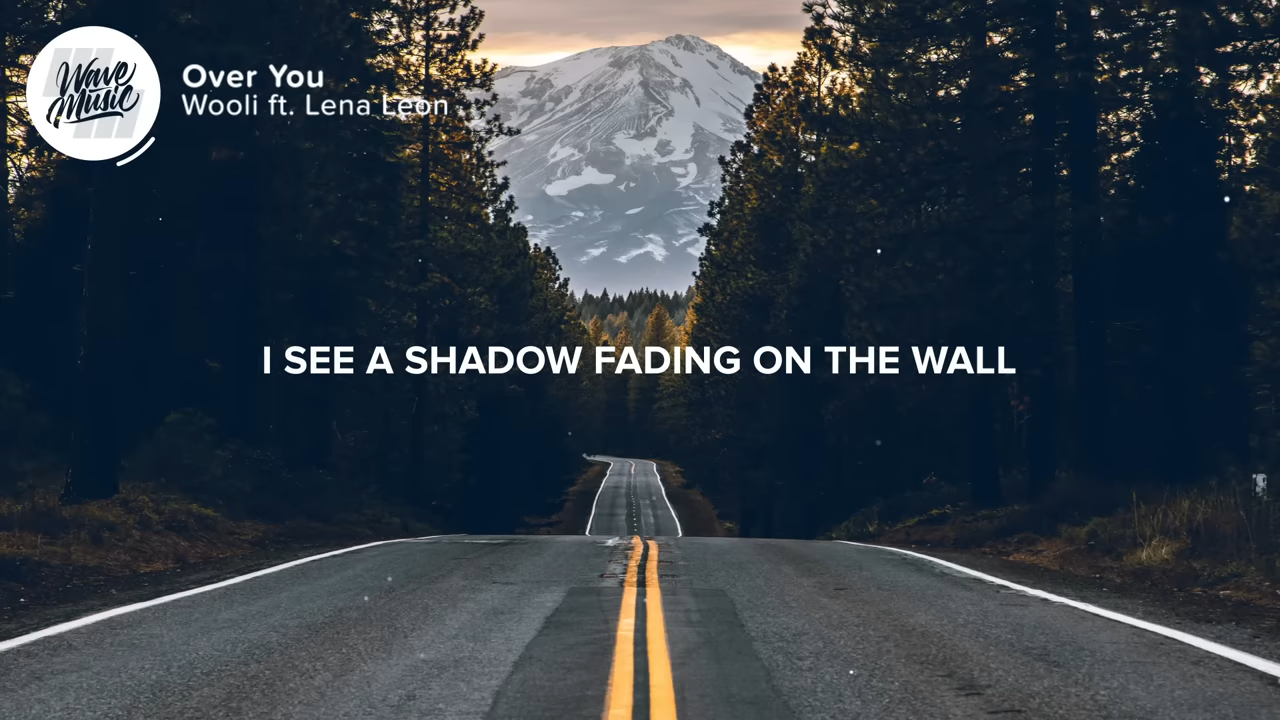 Wave
Music
Over You
Wooli ft. Lena Leon
I SEE A SHADOW FADING ON THE WALL